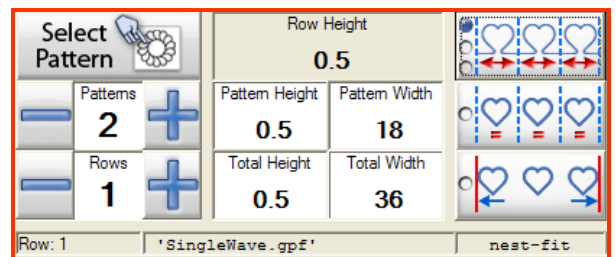 Select
Pattern
Row Height
0.5
Patterns
2
Pattern Height
0.5
Pattern Width
18
Rows
1
Total Height
0.5
Total Width
36
Row: 1
'SingleWave.gpf'
nest-fit